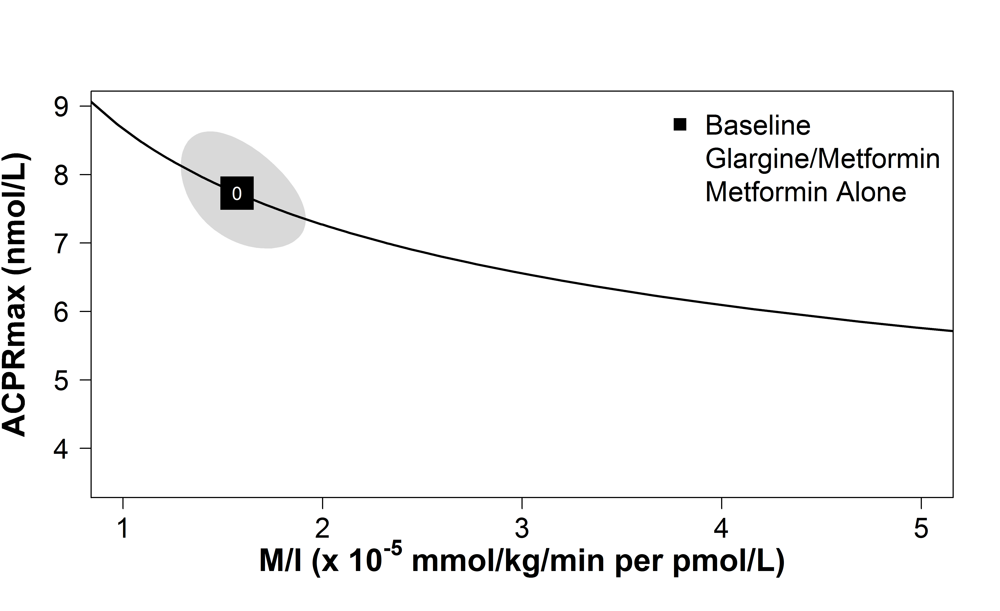 ACPRmax (nmol/L)
9
8
7
6
5
4
0
Baseline
Glargine/Metformin
Metformin Alone
1 2 3 4 5
M/I (x 10⁻⁵ mmol/kg/min per pmol/L)